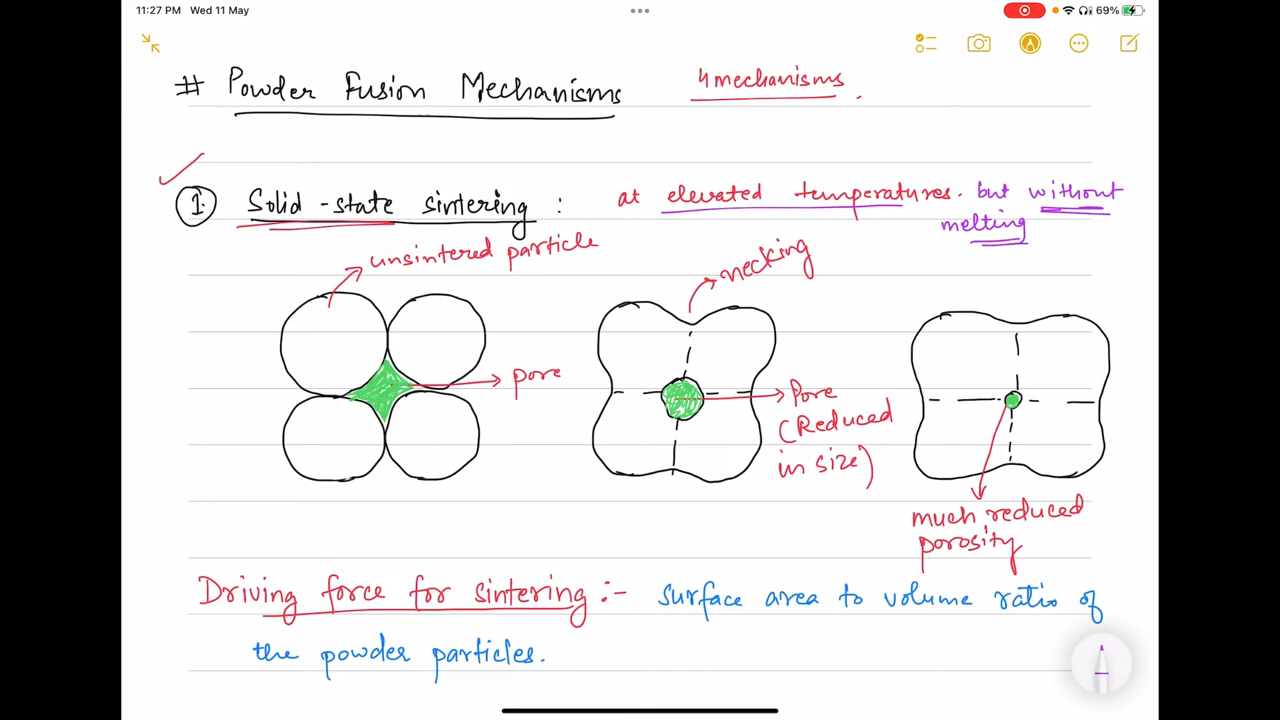 11:27 PM Wed 11 May
69%
# Powder Fusion Mechanisms 4 mechanisms.
1. Solid-state sintering : at elevated temperatures. but without
melting
unsintered particle
necking
pore
Pore
(Reduced
in size)
much reduced
porosity
Driving force for sintering :- surface area to volume ratio of
the powder particles.